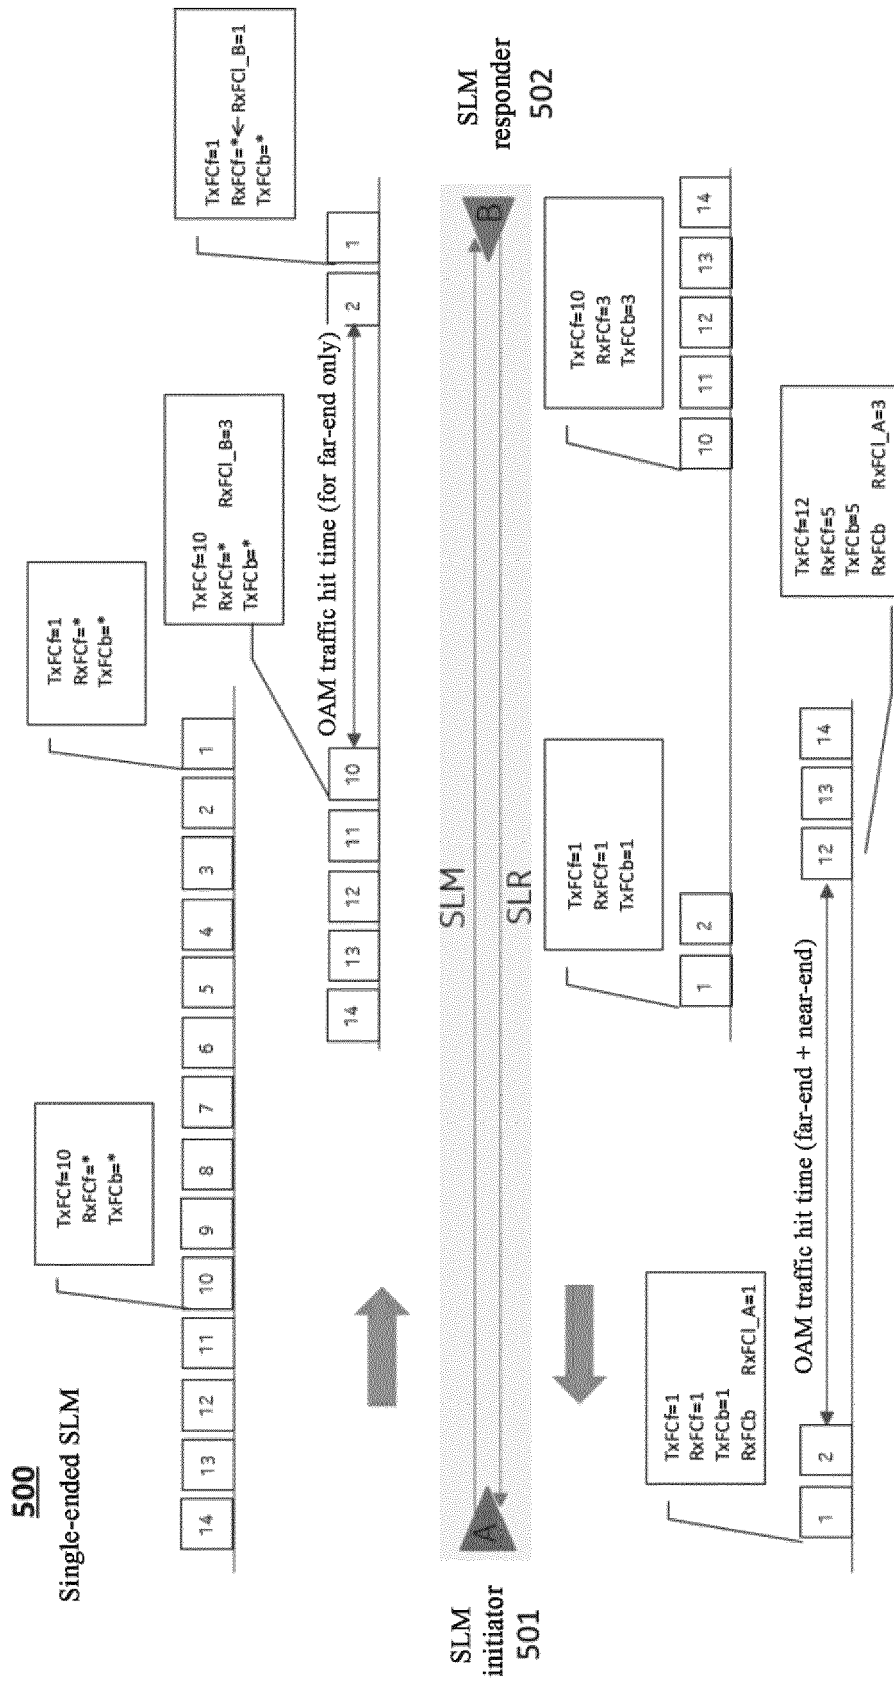 500
Single-ended SLM
TxFCf=10
RxFCf=*
TxFCb=*
TxFCf=1
RxFCf=*
TxFCb=*
14 13 12 11 10 9 8 7 6 5 4 3 2 1
TxFCf=10
RxFCf=* RxFCl_B=3
TxFCb=*
TxFCf=1
RxFCf=*← RxFCl_B=1
TxFCb=*
14 13 12 11 10
OAM traffic hit time (for far-end only)
2 1
SLM
initiator
501
A
SLM
SLR
B
SLM
responder
502
TxFCf=1
RxFCf=1
TxFCb=1
TxFCf=10
RxFCf=3
TxFCb=3
1 2 10 11 12 13 14
TxFCf=1
RxFCf=1
TxFCb=1
RxFCb RxFCl_A=1
1 2
OAM traffic hit time (far-end + near-end)
12 13 14
TxFCf=12
RxFCf=5
TxFCb=5
RxFCb RxFCl_A=3